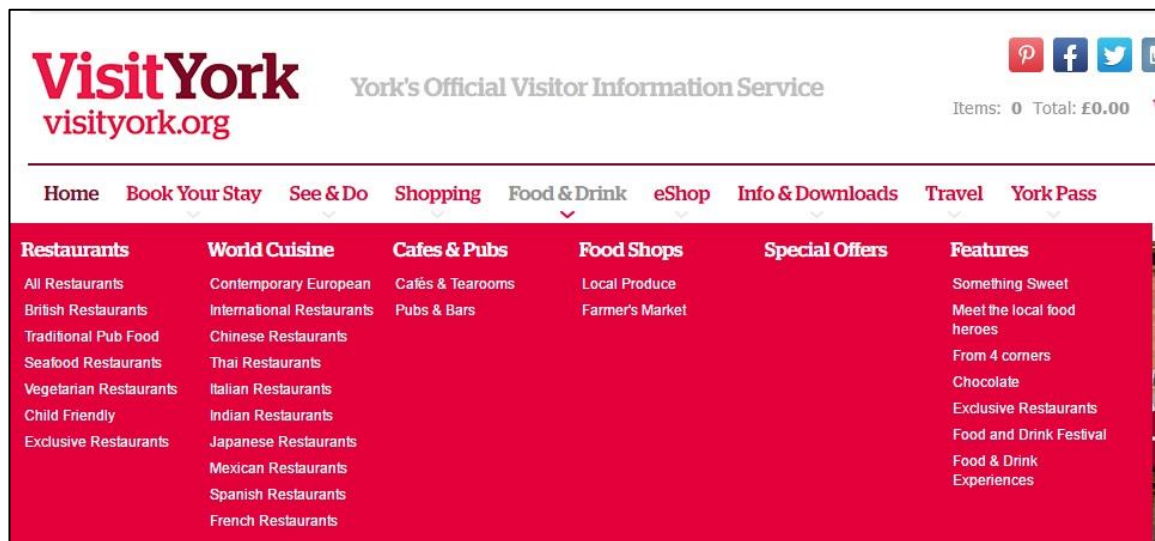 VisitYork
visityork.org
York's Official Visitor Information Service
Items: 0 Total: £0.00
Home Book Your Stay See & Do Shopping Food & Drink eShop Info & Downloads Travel York Pass
Restaurants
All Restaurants
British Restaurants
Traditional Pub Food
Seafood Restaurants
Vegetarian Restaurants
Child Friendly
Exclusive Restaurants
World Cuisine
Contemporary European
International Restaurants
Chinese Restaurants
Thai Restaurants
Italian Restaurants
Indian Restaurants
Japanese Restaurants
Mexican Restaurants
Spanish Restaurants
French Restaurants
Cafes & Pubs
Cafés & Tearooms
Pubs & Bars
Food Shops
Local Produce
Farmer's Market
Special Offers
Features
Something Sweet
Meet the local food
heroes
From 4 corners
Chocolate
Exclusive Restaurants
Food and Drink Festival
Food & Drink
Experiences